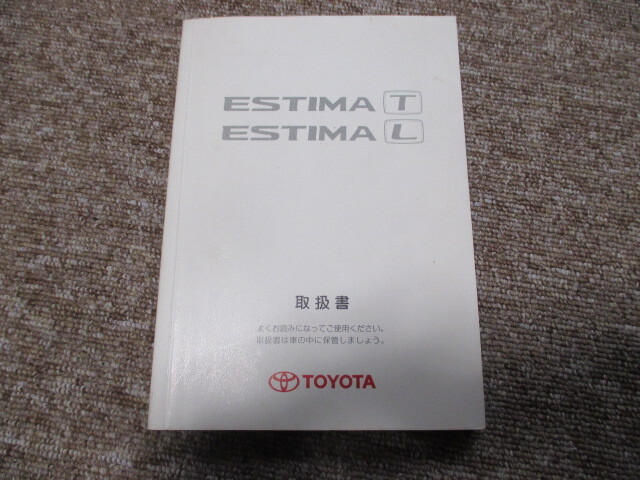 ESTIMA T
ESTIMA L
取扱書
よくお読みになってご使用ください。
取扱書は車の中に保管しましょう。
TOYOTA